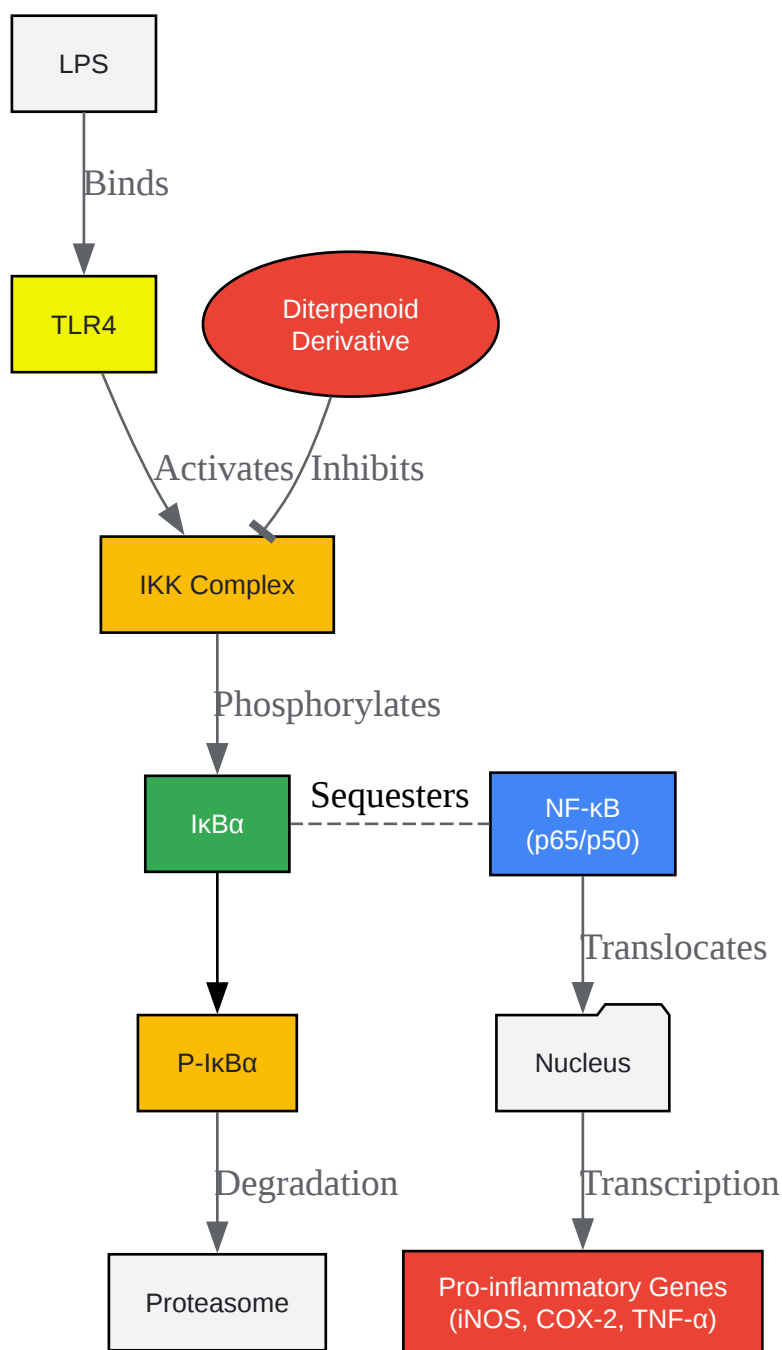 LPS
Binds
TLR4
Diterpenoid
Derivative
Activates
Inhibits
IKK Complex
Phosphorylates
IκBα
Sequesters
NF-κB
(p65/p50)
Translocates
P-IκBα
Nucleus
Degradation
Transcription
Proteasome
Pro-inflammatory Genes
(iNOS, COX-2, TNF-α)